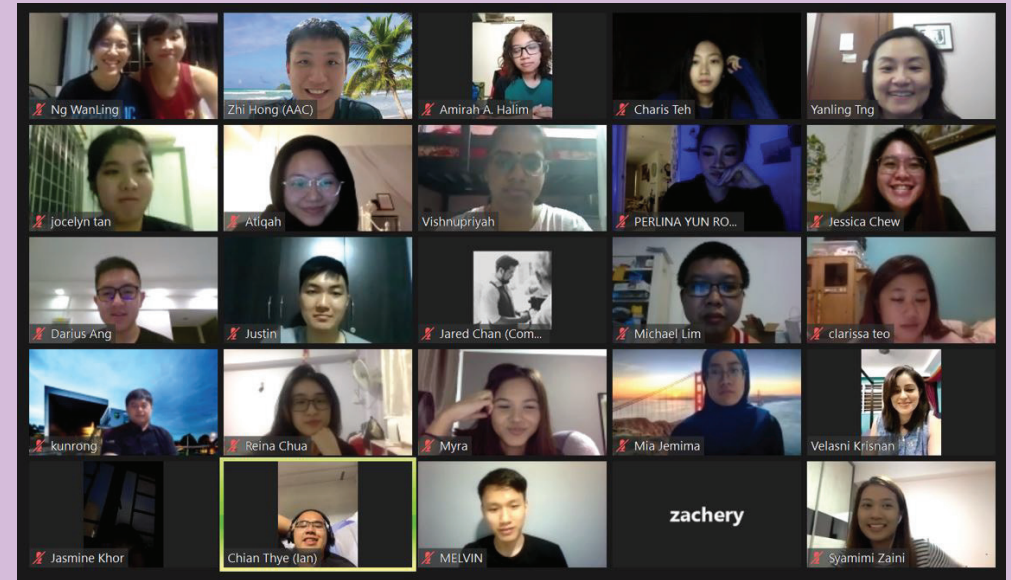 Ng WanLing
Zhi Hong (AAC)
Amirah A. Halim
Charis Teh
Yanling Tng
jocelyn tan
Atiqah
Vishnupriyah
PERLINA YUN RO...
Jessica Chew
Darius Ang
Justin
Jared Chan (Com...
Michael Lim
clarissa teo
kunrong
Reina Chua
Myra
Mia Jemima
Velasni Krisnan
Jasmine Khor
Chian Thye (Ian)
MELVIN
zachery
Syamimi Zaini